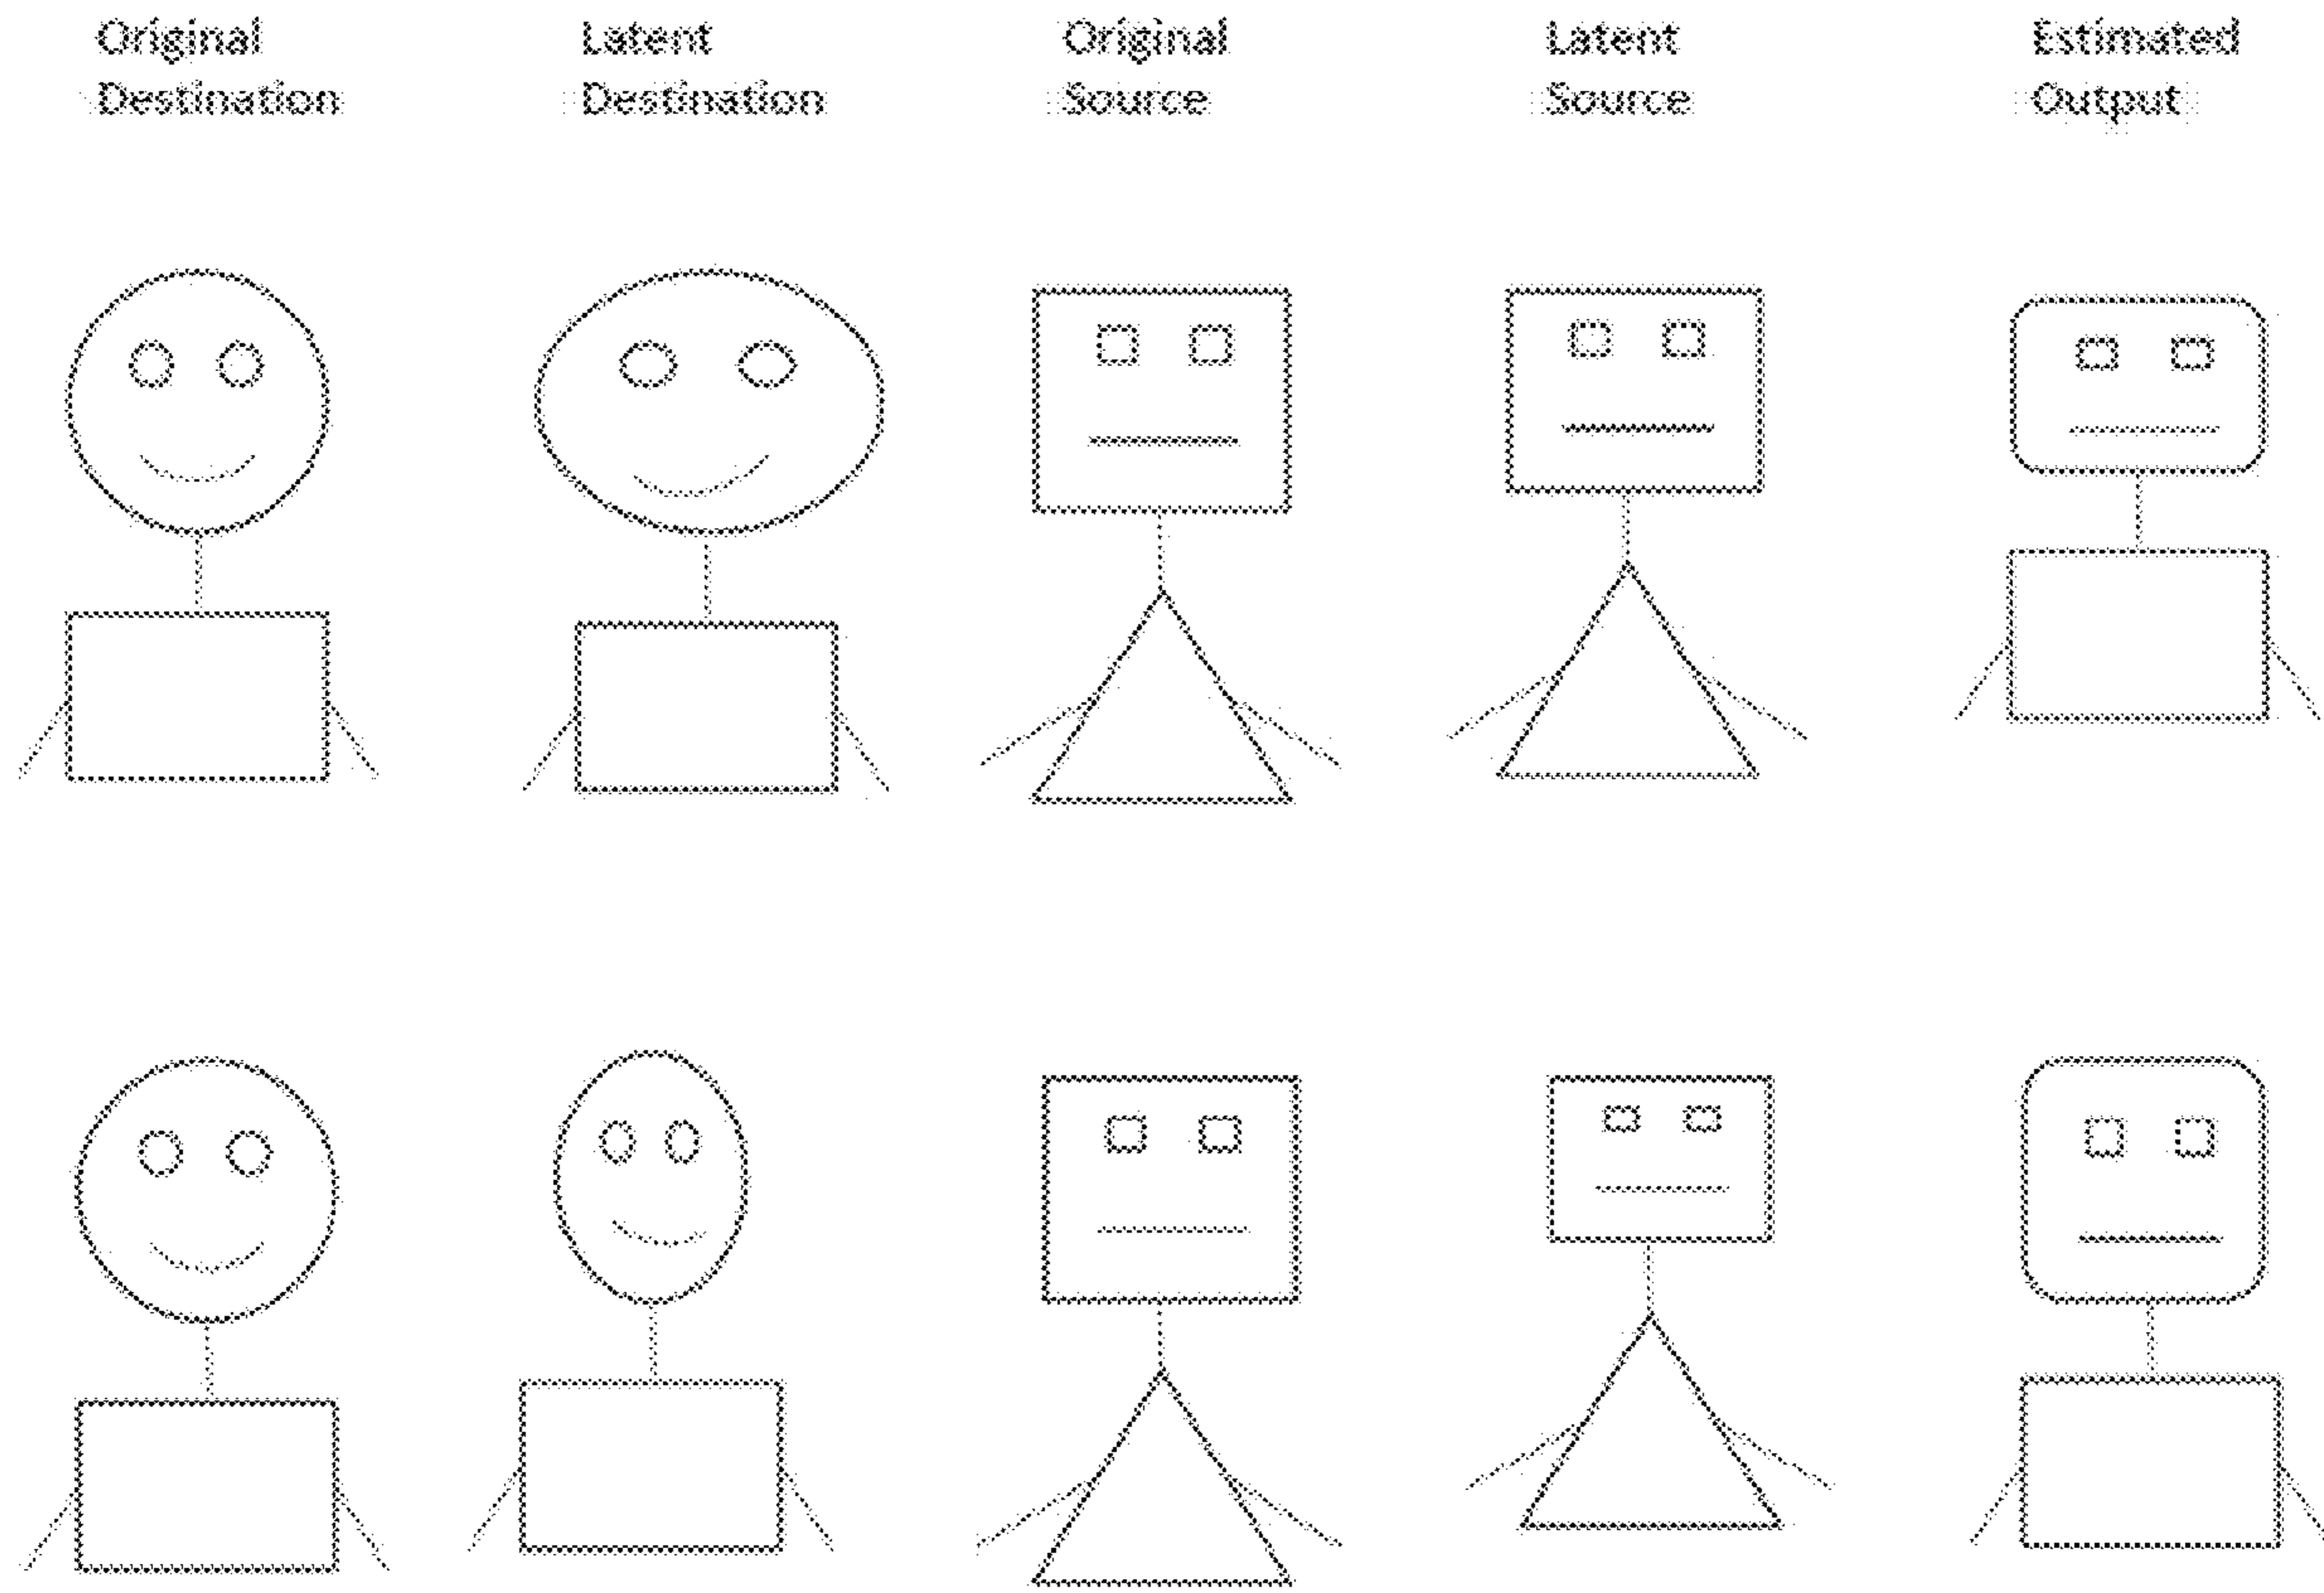 Original
Destination
Latent
Destination
Original
Source
Latent
Source
Estimated
Output